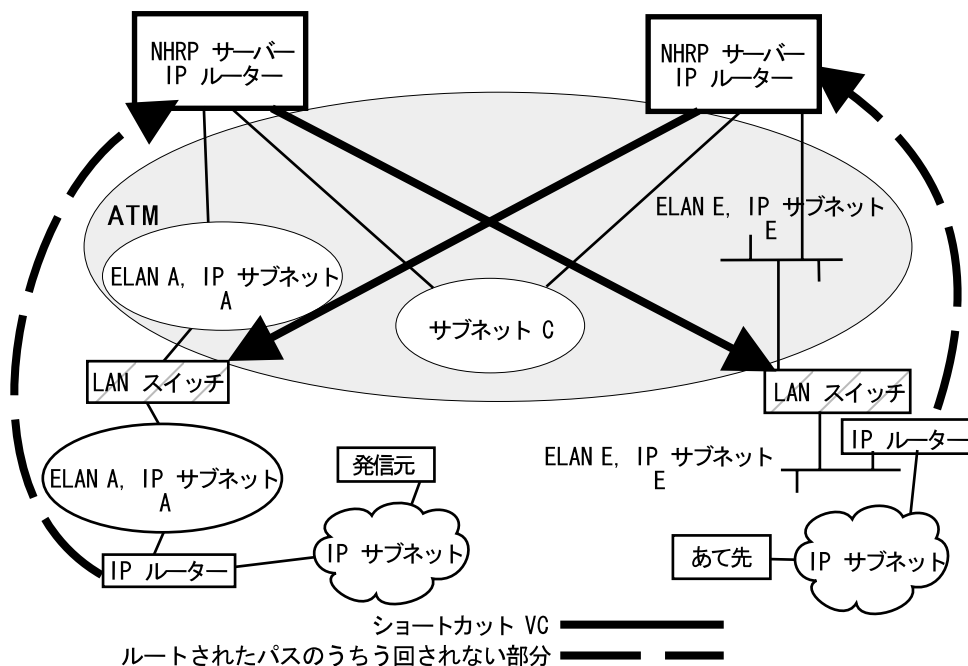 NHRP サーバー
IP ルーター
NHRP サーバー
IP ルーター
ATM
ELAN E, IP サブネット
E
ELAN A, IP サブネット
A
サブネット C
LAN スイッチ
LAN スイッチ
IP ルーター
ELAN E, IP サブネット
E
発信元
ELAN A, IP サブネット
A
IP サブネット
あて先
IP サブネット
IP ルーター
ショートカット VC
ルートされたパスのうちう回されない部分